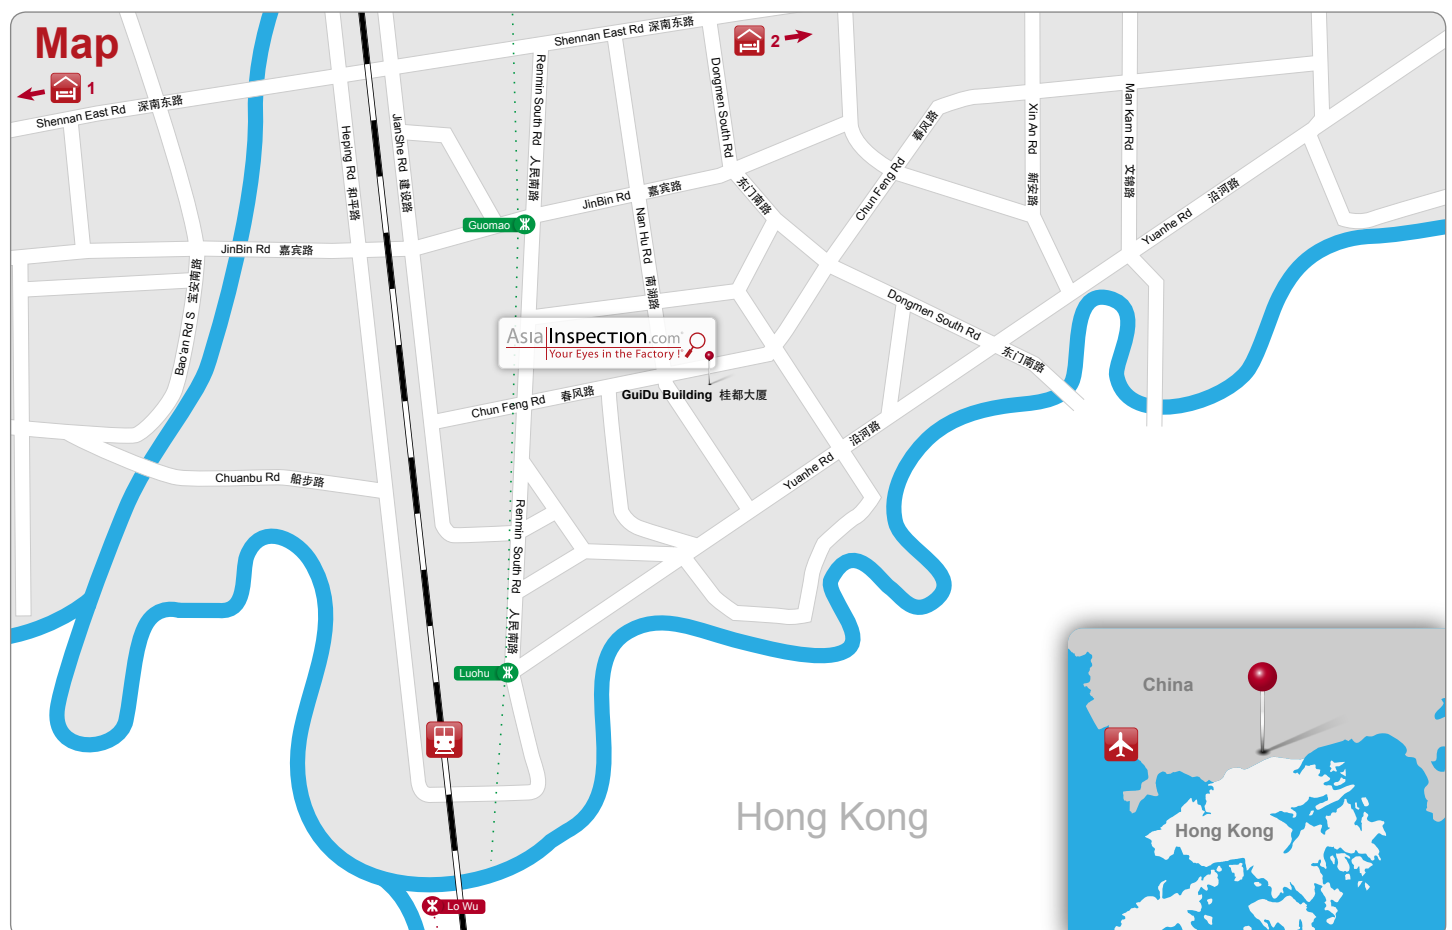 Map
1
Shennan East Rd 深南东路
Shennan East Rd 深南东路
2
Heping Rd 和平路
JianShe Rd 建设路
Renmin South Rd 人民南路
Dongmen South Rd
东门南路
Chun Feng Rd 春风路
Xin An Rd 新安路
Man Kam Rd 文锦路
Yuanhe Rd 沿河路
JinBin Rd 嘉宾路
Guomao
Nan Hu Rd 南湖路
JinBin Rd 嘉宾路
Bao'an Rd S 宝安南路
Dongmen South Rd 东门南路
AsiaInspection.com
Your Eyes in the Factory !
GuiDu Building 桂都大厦
Chun Feng Rd 春风路
Yuanhe Rd 沿河路
Chuanbu Rd 船步路
Renmin South Rd 人民南路
Luohu
Hong Kong
Lo Wu
China
Hong Kong